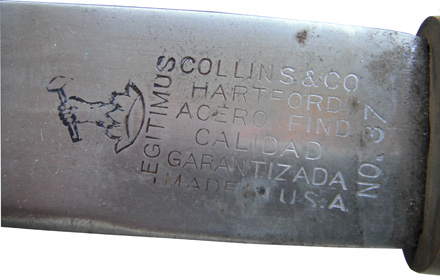 LEGITIMUS
COLLINS & CO
HARTFORD
ACERO FINO
CALIDAD
GARANTIZADA
MADE IN U.S.A
NO. 37